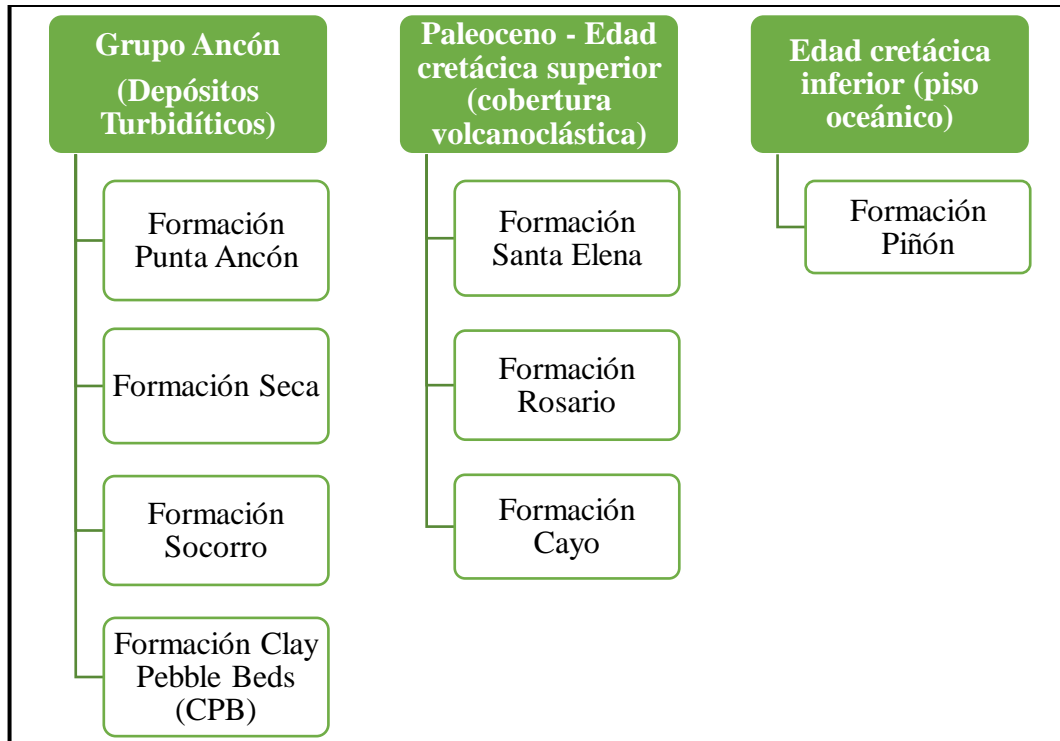 Grupo Ancón
(Depósitos
Turbidíticos)
Formación
Punta Ancón
Formación Seca
Formación
Socorro
Formación Clay
Pebble Beds
(CPB)
Paleoceno - Edad
cretácica superior
(cobertura
volcanoclástica)
Formación
Santa Elena
Formación
Rosario
Formación
Cayo
Edad cretácica
inferior (piso
oceánico)
Formación
Piñón